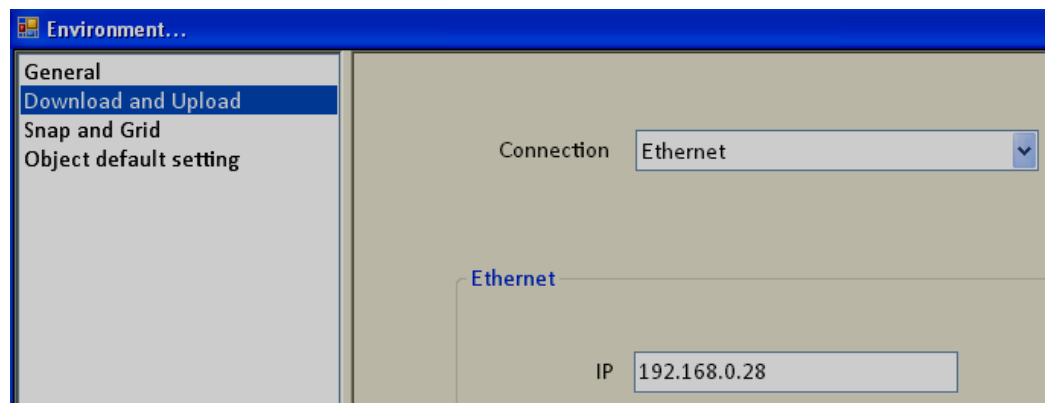 Environment...
General
Download and Upload
Snap and Grid
Object default setting
Connection Ethernet
Ethernet
IP 192.168.0.28